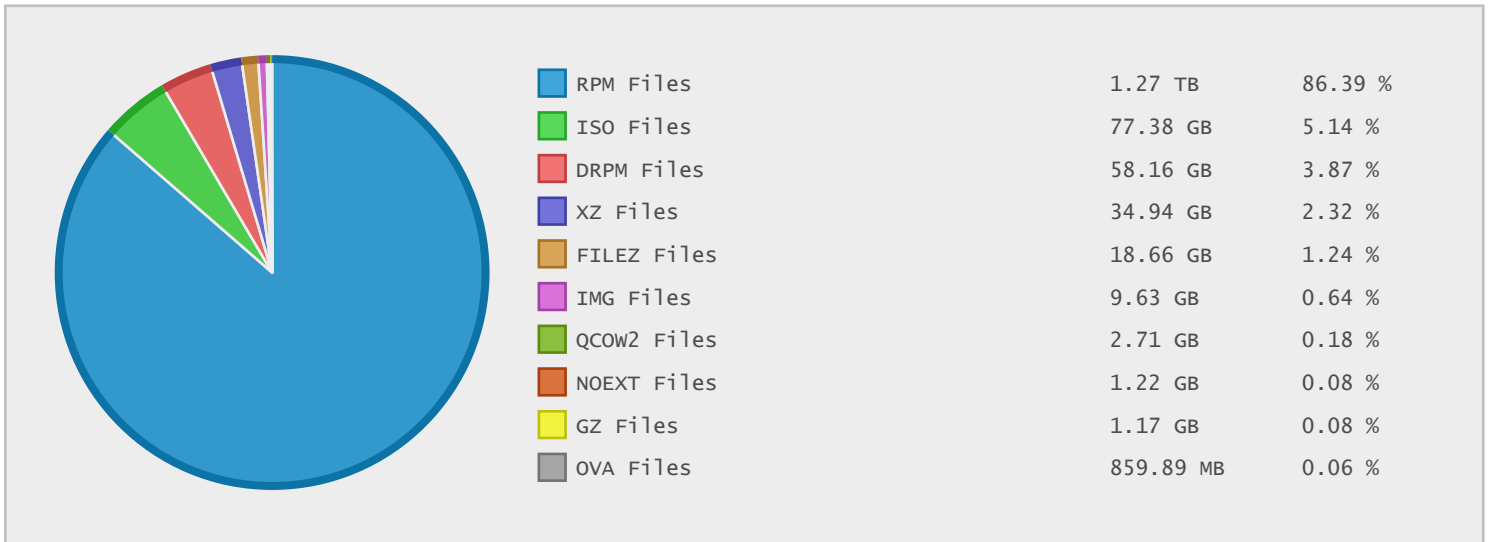 RPM Files 1.27 TB 86.39 %
ISO Files 77.38 GB 5.14 %
DRPM Files 58.16 GB 3.87 %
XZ Files 34.94 GB 2.32 %
FILEZ Files 18.66 GB 1.24 %
IMG Files 9.63 GB 0.64 %
QCOW2 Files 2.71 GB 0.18 %
NOEXT Files 1.22 GB 0.08 %
GZ Files 1.17 GB 0.08 %
OVA Files 859.89 MB 0.06 %